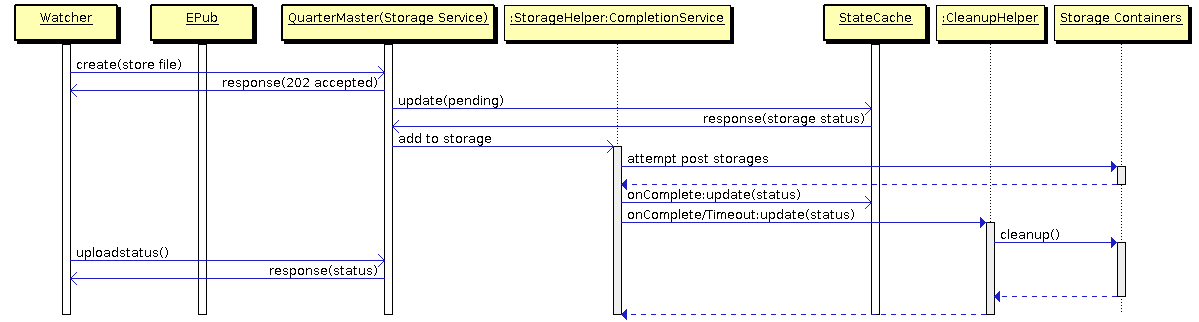 Watcher
EPub
QuarterMaster(Storage Service)
:StorageHelper:CompletionService
StateCache
:CleanupHelper
Storage Containers
create(store file)
response(202 accepted)
update(pending)
response(storage status)
add to storage
attempt post storages
onComplete:update(status)
onComplete/Timeout:update(status)
cleanup()
uploadstatus()
response(status)